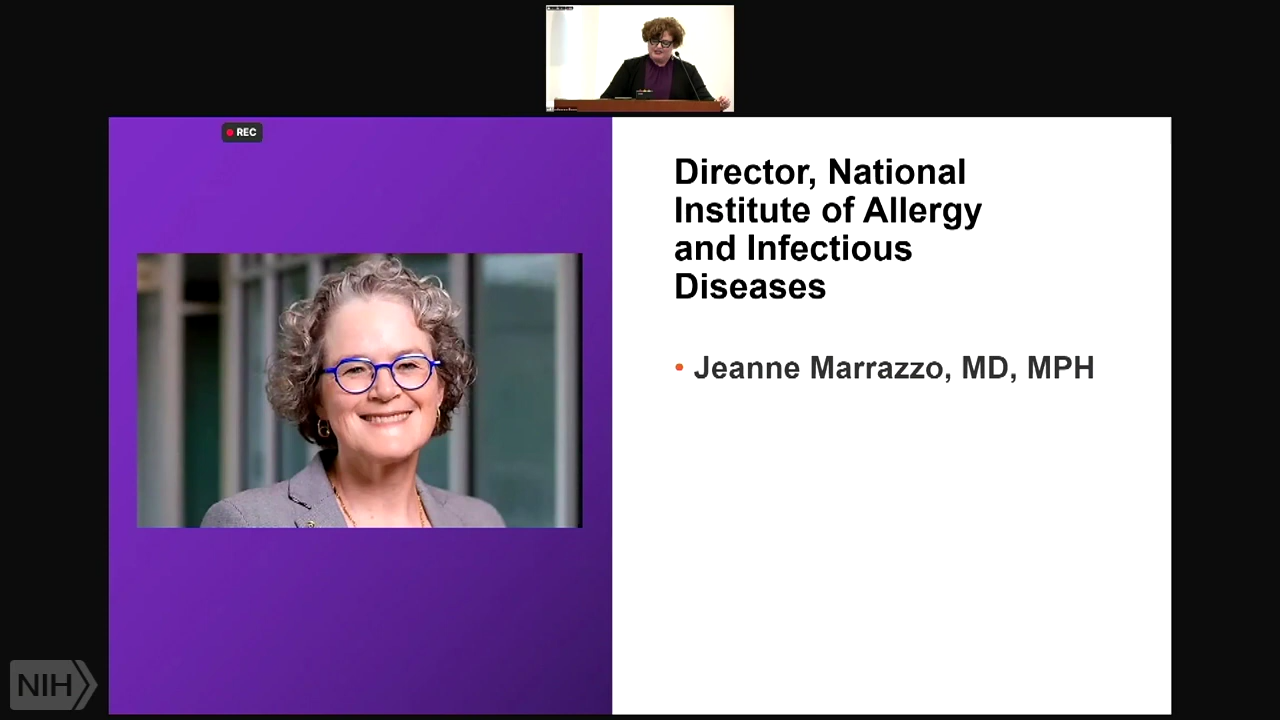 REC
Director, National
Institute of Allergy
and Infectious
Diseases
• Jeanne Marrazzo, MD, MPH
NIH